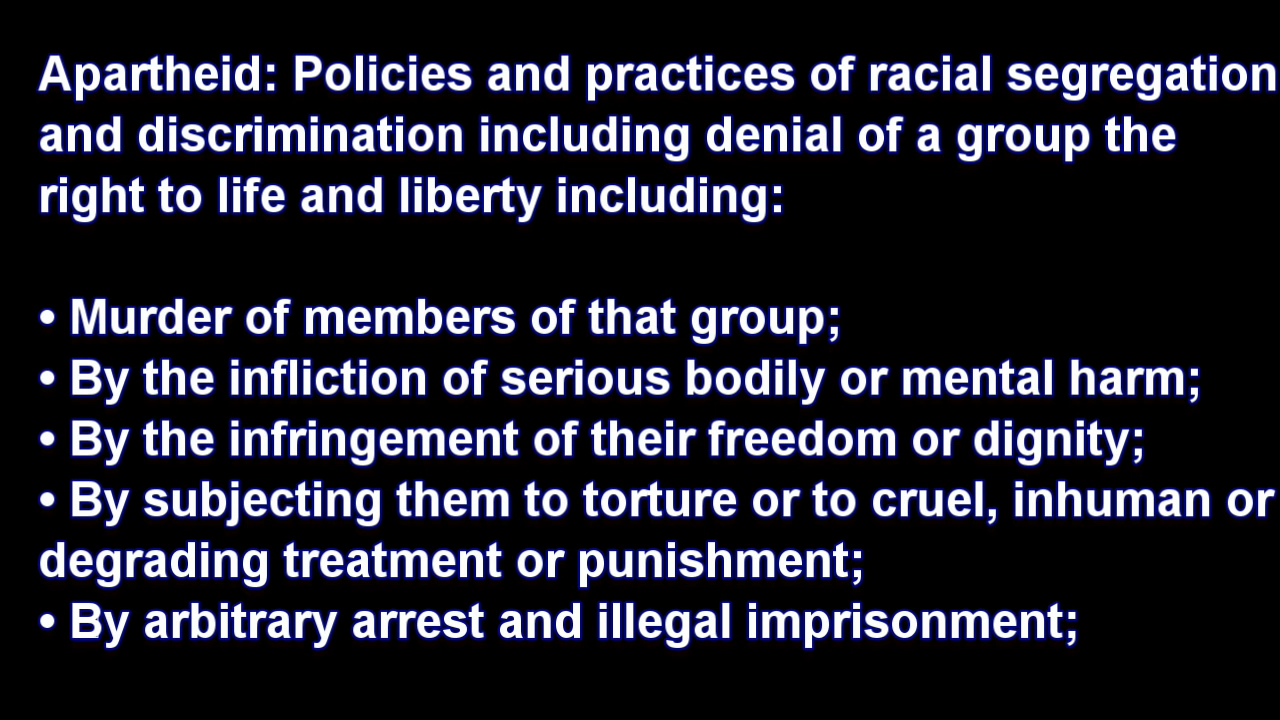 Apartheid: Policies and practices of racial segregation
and discrimination including denial of a group the
right to life and liberty including:
• Murder of members of that group;
• By the infliction of serious bodily or mental harm;
• By the infringement of their freedom or dignity;
• By subjecting them to torture or to cruel, inhuman or
degrading treatment or punishment;
• By arbitrary arrest and illegal imprisonment;